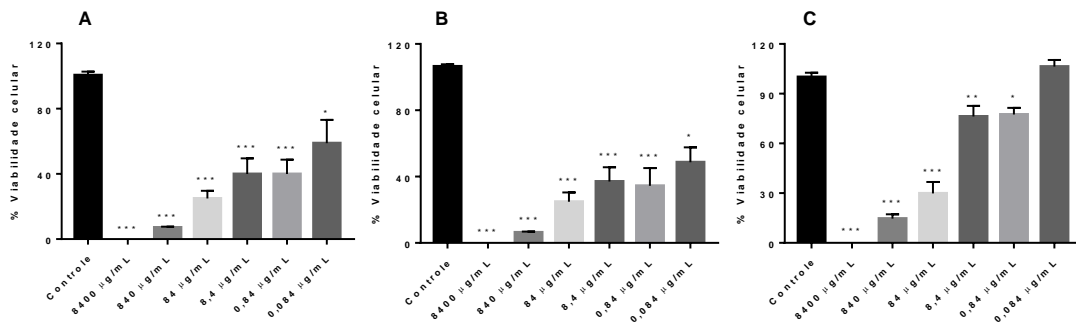 A
% Viabilidade celular
120
80
40
0
***
***
***
***
***
*
Controle
8400 µg/mL
840 µg/mL
84 µg/mL
8,4 µg/mL
0,84 µg/mL
0,084 µg/mL
B
% Viabilidade celular
120
80
40
0
***
***
***
***
***
*
Controle
8400 µg/mL
840 µg/mL
84 µg/mL
8,4 µg/mL
0,84 µg/mL
0,084 µg/mL
C
% Viabilidade celular
120
90
60
30
0
***
***
***
**
*
Controle
8400 µg/mL
840 µg/mL
84 µg/mL
8,4 µg/mL
0,84 µg/mL
0,084 µg/mL